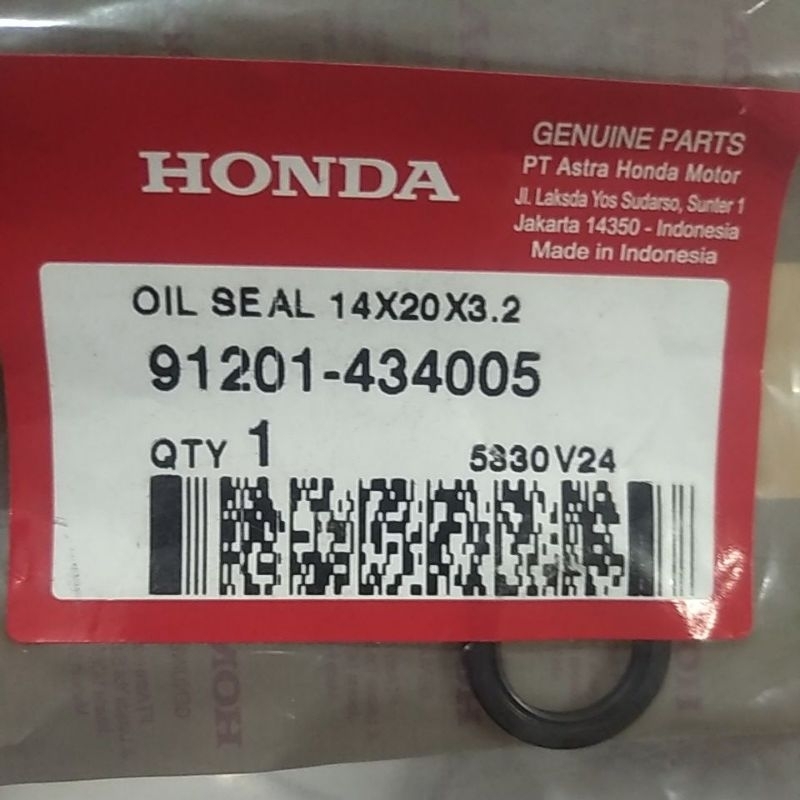 HONDA
GENUINE PARTS
PT Astra Honda Motor
Jl. Laksda Yos Sudarso, Sunter 1
Jakarta 14350 - Indonesia
Made in Indonesia
OIL SEAL 14X20X3.2
91201-434005
QTY 1
5330V24